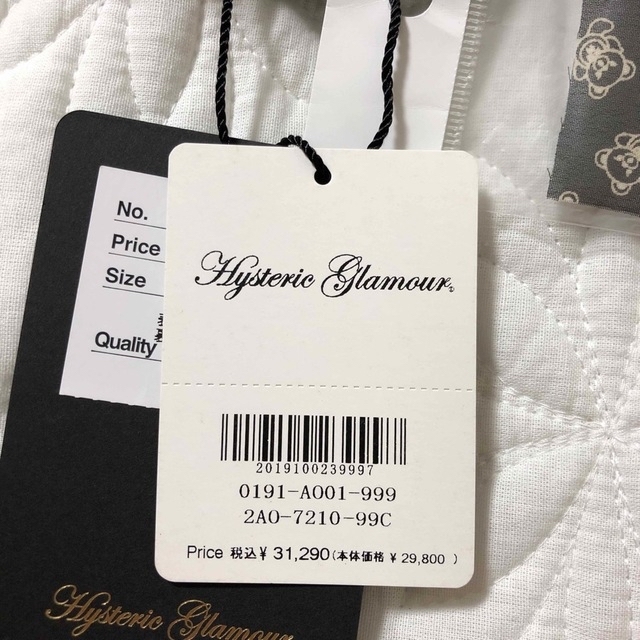 No.
Price
Size
Quality
Hysteric Glamour
2019100239997
0191-A001-999
2A0-7210-99C
Price 税込¥ 31,290(本体価格 ¥ 29,800 )
Hysteric Glamour